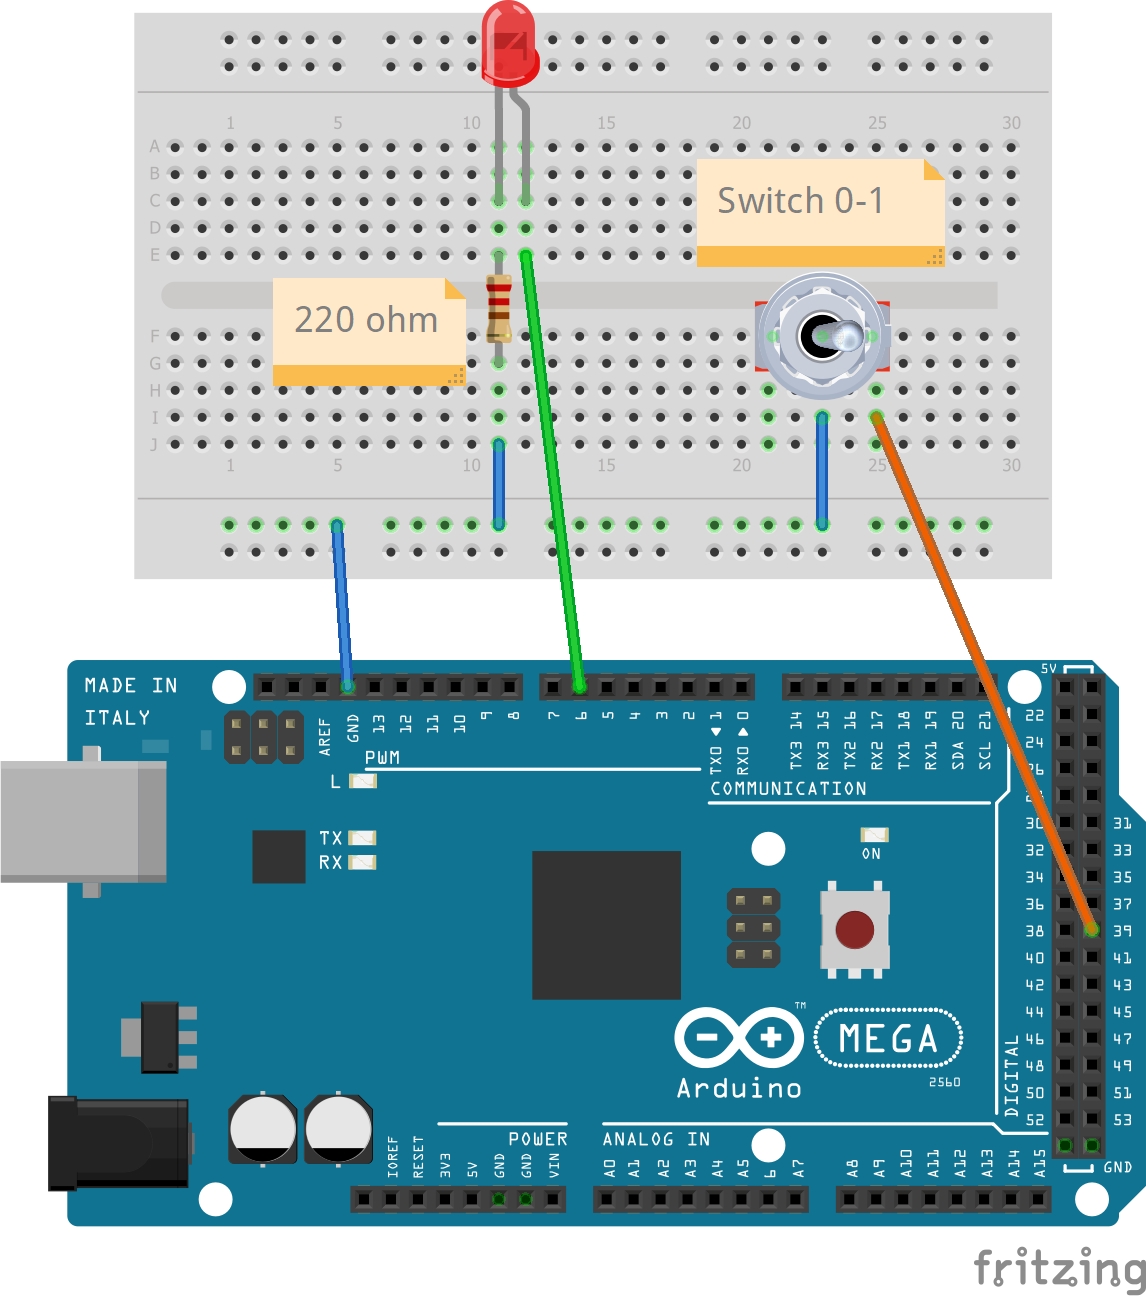 1 5 10 15 20 25 30
A
B
C
D
E
Switch 0-1
220 ohm
F
G
H
I
J
1 5 10 15 20 25 30
MADE IN
ITALY
AREF GND 13 12 11 10 9 8
7 6 5 4 3 2 TX0 1 RX0 0
TX3 14 RX3 15 TX2 16 RX2 17 TX1 18 RX1 19 SDA 20 SCL 21
PWM
COMMUNICATION
L
TX
RX
ON
5V
22
24
26
30 31
32 33
34 35
36 37
38 39
40 41
42 43
44 45
46 47
48 49
50 51
52 53
GND
DIGITAL
TM
MEGA
2560
Arduino
POWER
ANALOG IN
IOREF RESET 3V3 5V GND GND VIN
A0 A1 A2 A3 A4 A5 A7
A8 A9 A10 A11 A12 A13 A14 A15
fritzing